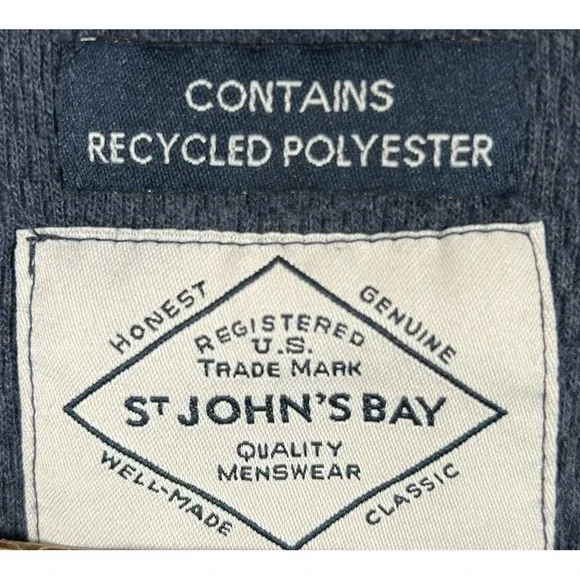 CONTAINS
RECYCLED POLYESTER
HONEST
GENUINE
REGISTERED
U.S.
TRADE MARK
ST JOHN'S BAY
QUALITY
MENSWEAR
WELL-MADE
CLASSIC